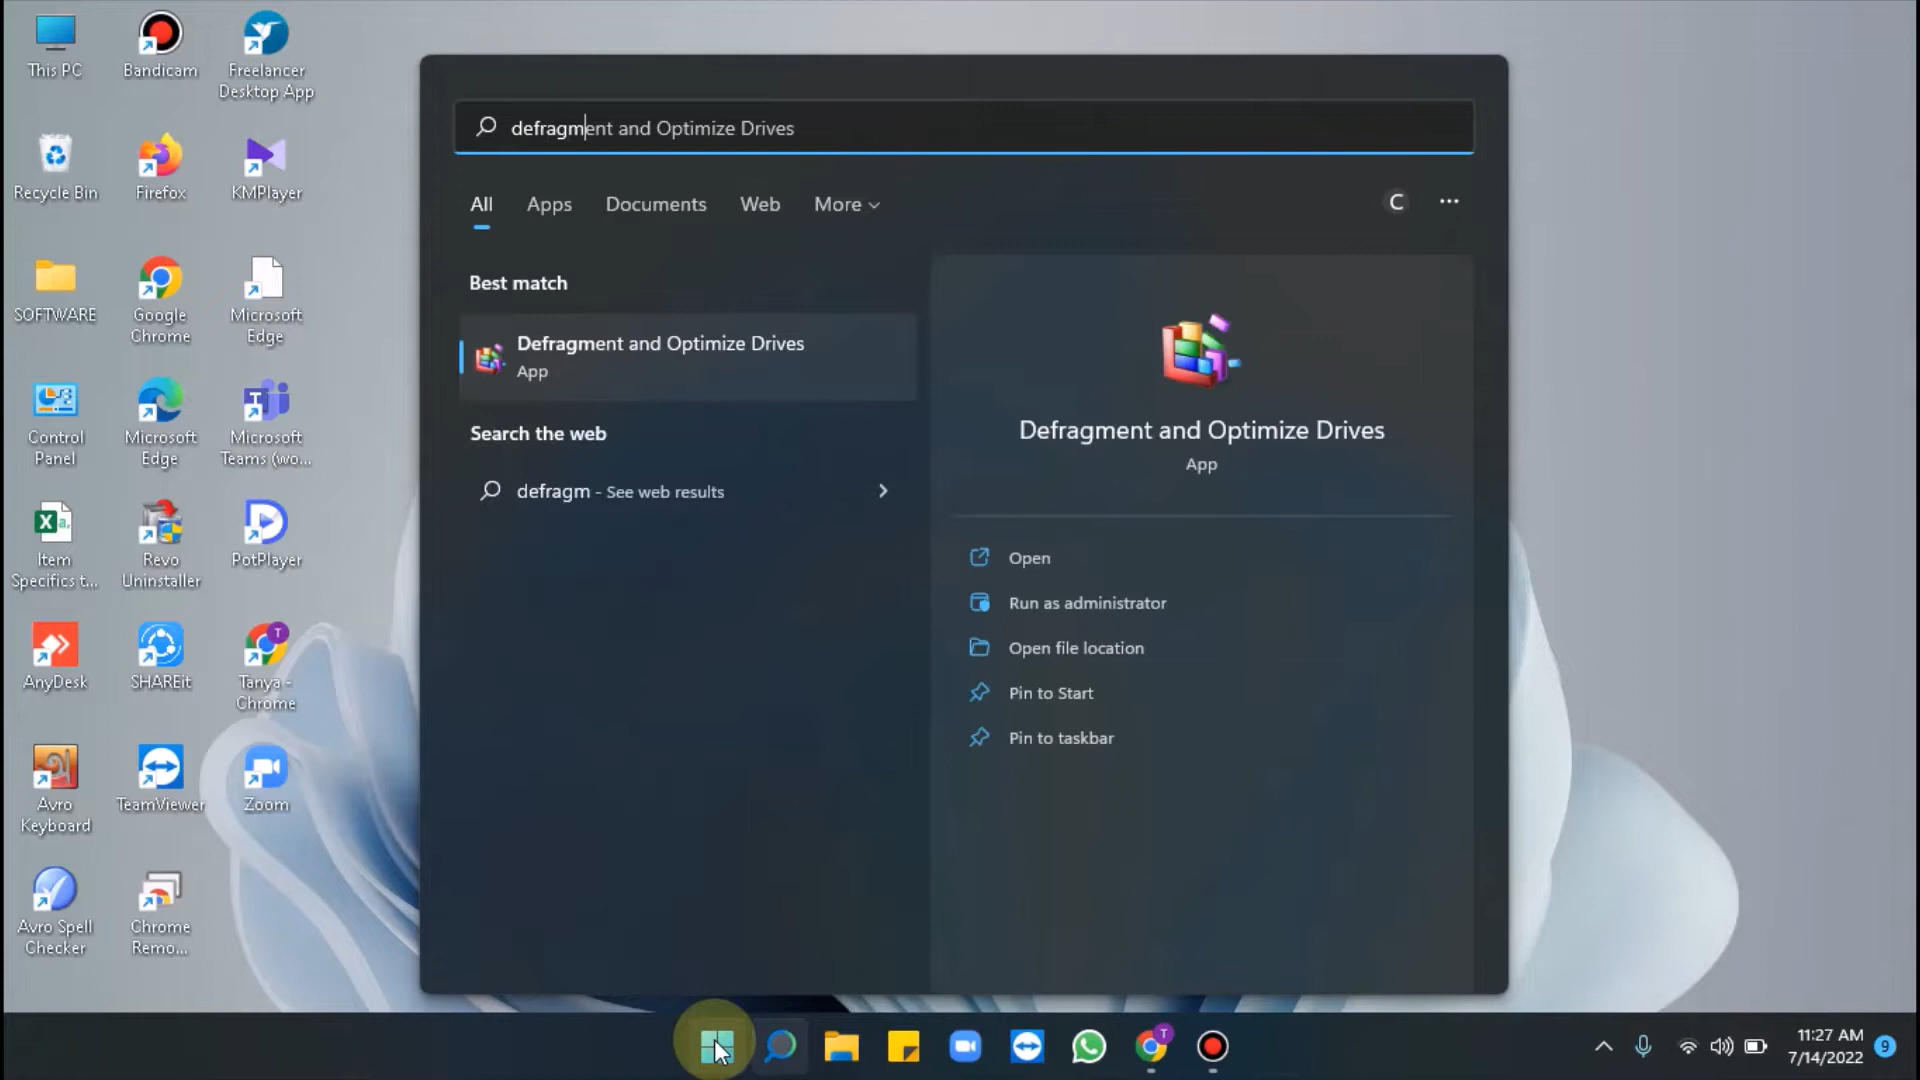 This PC
Bandicam
Freelancer
Desktop App
Recycle Bin
Firefox
KMPlayer
SOFTWARE
Google
Chrome
Microsoft
Edge
Control
Panel
Microsoft
Edge
Microsoft
Teams (wo...
Item
Specifics t...
Revo
Uninstaller
PotPlayer
AnyDesk
SHAREit
T
Tanya -
Chrome
Avro
Keyboard
TeamViewer
Zoom
Avro Spell
Checker
Chrome
Remo...
defragment and Optimize Drives
All Apps Documents Web More
C
Best match
Defragment and Optimize Drives
App
Search the web
defragm - See web results
Defragment and Optimize Drives
App
Open
Run as administrator
Open file location
Pin to Start
Pin to taskbar
T
11:27 AM
7/14/2022
9